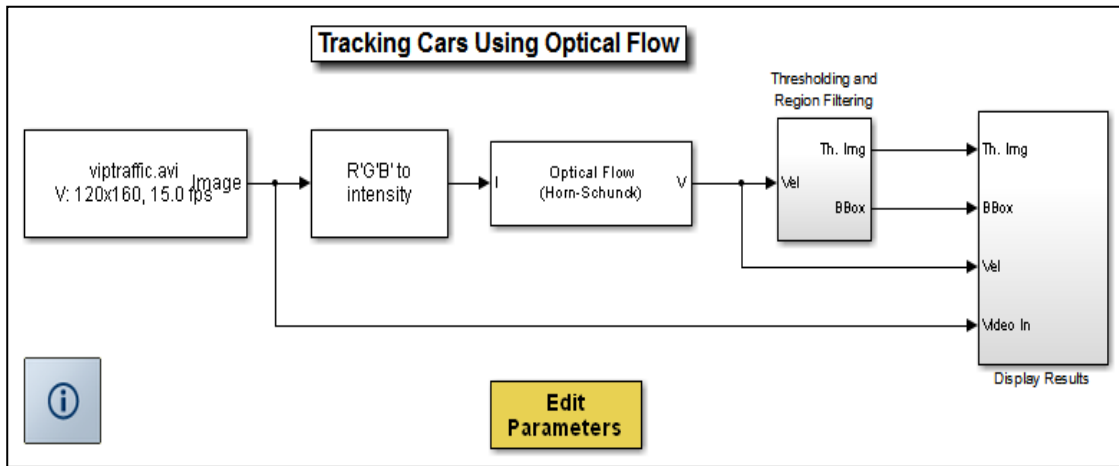 Tracking Cars Using Optical Flow
viptraffic.avi
V: 120x160, 15.0 fps
Image
R'G'B' to
intensity
I
Optical Flow
(Horn-Schunck)
V
Thresholding and
Region Filtering
Vel
Th. Img
BBox
Th. Img
BBox
Vel
Video In
Display Results
Edit
Parameters